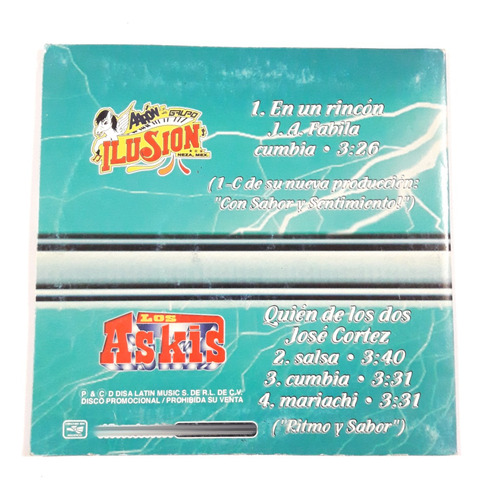 AARÓN Y SU GRUPO
ILUSION
NEZA, MEX.
1. En un rincón
J. A. Fabila
cumbia • 3:26
(1-C de su nueva producción:
"Con Sabor y Sentimiento!")
LOS
Askis
Quién de los dos
José Cortez
2. salsa • 3:40
3. cumbia • 3:31
4. mariachi • 3:31
("Ritmo y Sabor")
P & C D DISA LATIN MUSIC S. DE R.L. DE C.V.
DISCO PROMOCIONAL / PROHIBIDA SU VENTA